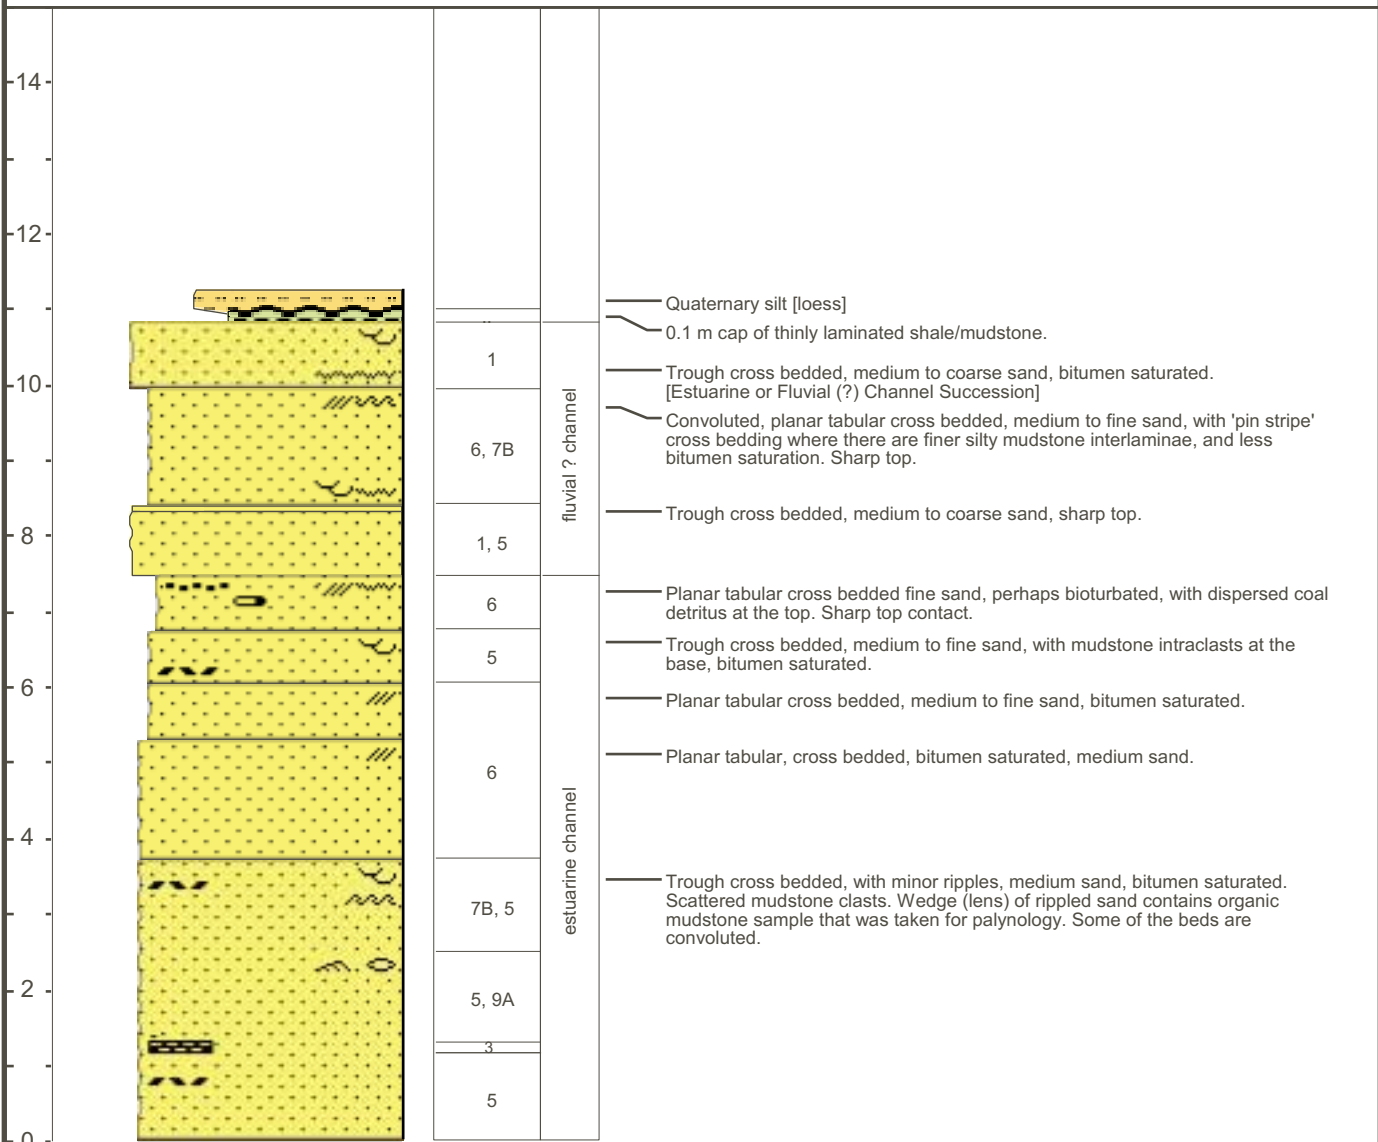 14
12
Quaternary silt [loess]
0.1 m cap of thinly laminated shale/mudstone.
1
10
Trough cross bedded, medium to coarse sand, bitumen saturated.
[Estuarine or Fluvial (?) Channel Succession]
Convoluted, planar tabular cross bedded, medium to fine sand, with 'pin stripe'
cross bedding where there are finer silty mudstone interlaminae, and less
bitumen saturation. Sharp top.
6, 7B
fluvial ? channel
8
1, 5
Trough cross bedded, medium to coarse sand, sharp top.
6
Planar tabular cross bedded fine sand, perhaps bioturbated, with dispersed coal
detritus at the top. Sharp top contact.
5
Trough cross bedded, medium to fine sand, with mudstone intraclasts at the
base, bitumen saturated.
6
Planar tabular cross bedded, medium to fine sand, bitumen saturated.
6
Planar tabular, cross bedded, bitumen saturated, medium sand.
4
estuarine channel
7B, 5
Trough cross bedded, with minor ripples, medium sand, bitumen saturated.
Scattered mudstone clasts. Wedge (lens) of rippled sand contains organic
mudstone sample that was taken for palynology. Some of the beds are
convoluted.
2
5, 9A
3
5
0